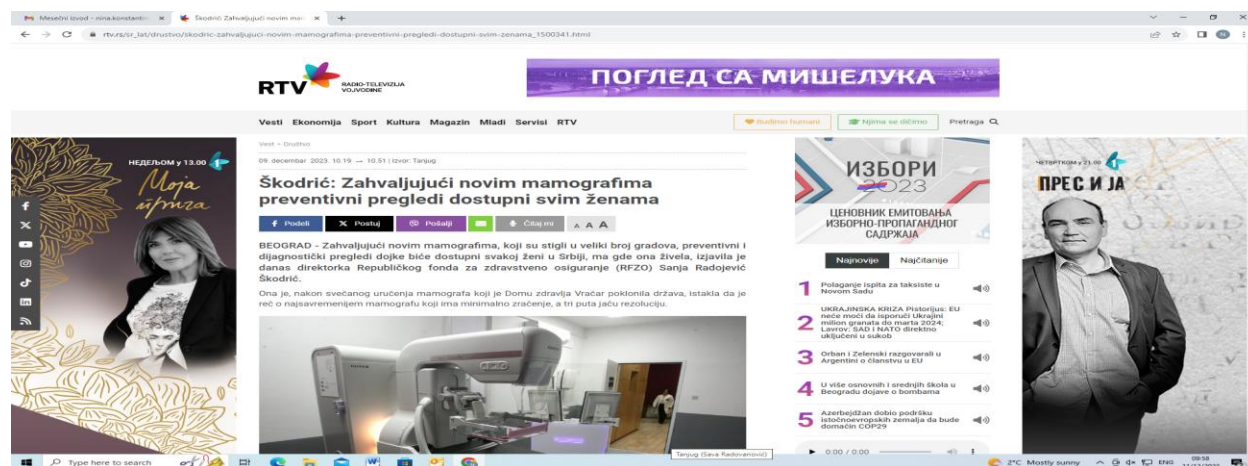 Mesečni izvod - nina.konstantin
Škodrić: Zahvaljujući novim mam
rtv.rs/sr_lat/drustvo/skodric-zahvaljujuci-novim-mamografima-preventivni-pregledi-dostupni-svim-zenama_1500341.html
N
RTV RADIO-TELEVIZIJA
VOJVODINE
ПОГЛЕД СА МИШЕЛУКА
Vesti Ekonomija Sport Kultura Magazin Mladi Servisi RTV
Budimo humani
Njima se dičimo
Pretraga
НЕДЕЉОМ у 13.00 1
Моја
Vesti > Društvo
09. decembar 2023. 10.19 → 10.51 | Izvor: Tanjug
Škodrić: Zahvaljujući novim mamografima
preventivni pregledi dostupni svim ženama
Podeli
Postuj
Pošalji
Čitaj mi
A A A
BEOGRAD - Zahvaljujući novim mamografima, koji su stigli u veliki broj gradova, preventivni i
dijagnostički pregledi dojke biće dostupni svakoj ženi u Srbiji, ma gde ona živela, izjavila je
danas direktorka Republičkog fonda za zdravstveno osiguranje (RFZO) Sanja Radojević
Škodrić.
Ona je, nakon svečanog uručenja mamografa koji je Domu zdravlja Vračar poklonila država, istakla da je
reč o najsavremenijem mamografu koji ima minimalno zračenje, a tri puta jaču rezoluciju.
Tanjug (Sava Radovanović)
ИЗБОРИ
2023
ЦЕНОВНИК ЕМИТОВАЊА
ИЗБОРНО-ПРОПАГАНДНОГ
САДРЖАЈА
Najnovije
Najčitanije
1 Polaganje ispita za taksiste u
Novom Sadu
2 UKRAJINSKA KRIZA Pistorijus: EU
neće moći da isporuči Ukrajini
milion granata do marta 2024;
Lavrov: SAD i NATO direktno
uključeni u sukob
3 Orban i Zelenski razgovarali u
Argentini o članstvu u EU
4 U više osnovnih i srednjih škola u
Beogradu dojave o bombama
5 Azerbejdžan dobio podršku
istočnoevropskih zemalja da bude
domaćin COP29
0:00 / 0:00
ЧЕТВРТКОМ у 21.00 1
ПРЕС И ЈА
Type here to search
2°C Mostly sunny
ENG
09:58